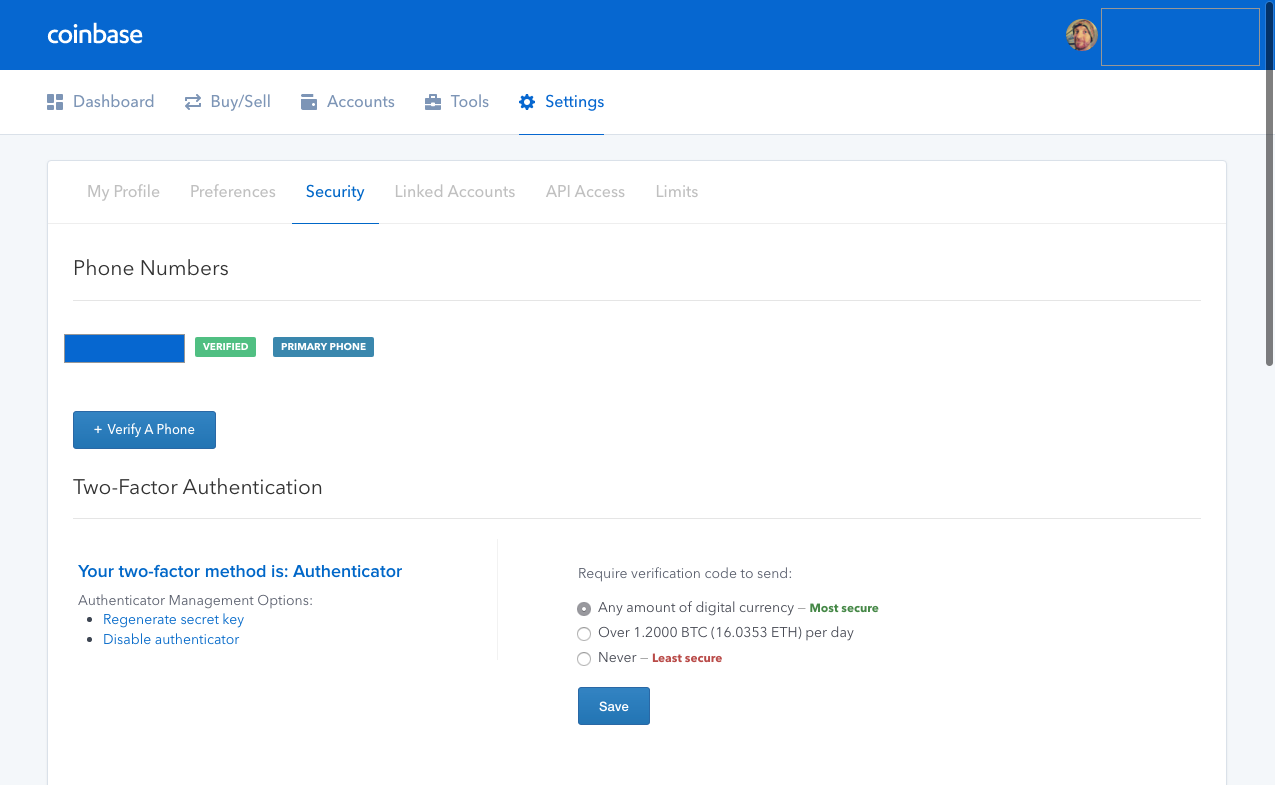 coinbase
Dashboard Buy/Sell Accounts Tools Settings
My Profile Preferences Security Linked Accounts API Access Limits
Phone Numbers
VERIFIED PRIMARY PHONE
+ Verify A Phone
Two-Factor Authentication
Your two-factor method is: Authenticator
Authenticator Management Options:
• Regenerate secret key
• Disable authenticator
Require verification code to send:
Any amount of digital currency – Most secure
Over 1.2000 BTC (16.0353 ETH) per day
Never – Least secure
Save